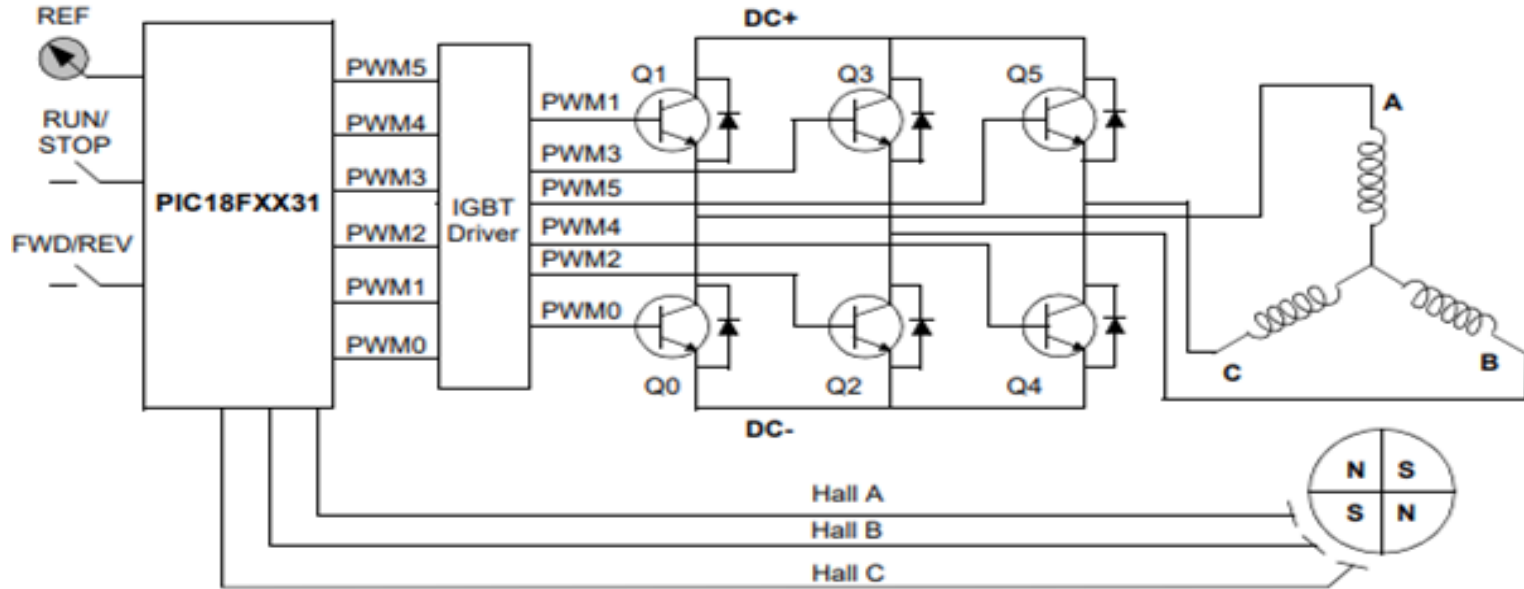 REF
RUN/
STOP
FWD/REV
PIC18FXX31
PWM5
PWM4
PWM3
PWM2
PWM1
PWM0
IGBT
Driver
PWM1
PWM3
PWM5
PWM4
PWM2
PWM0
DC+
Q1
Q3
Q5
Q0
Q2
Q4
DC-
A
C
B
N S
S N
Hall A
Hall B
Hall C